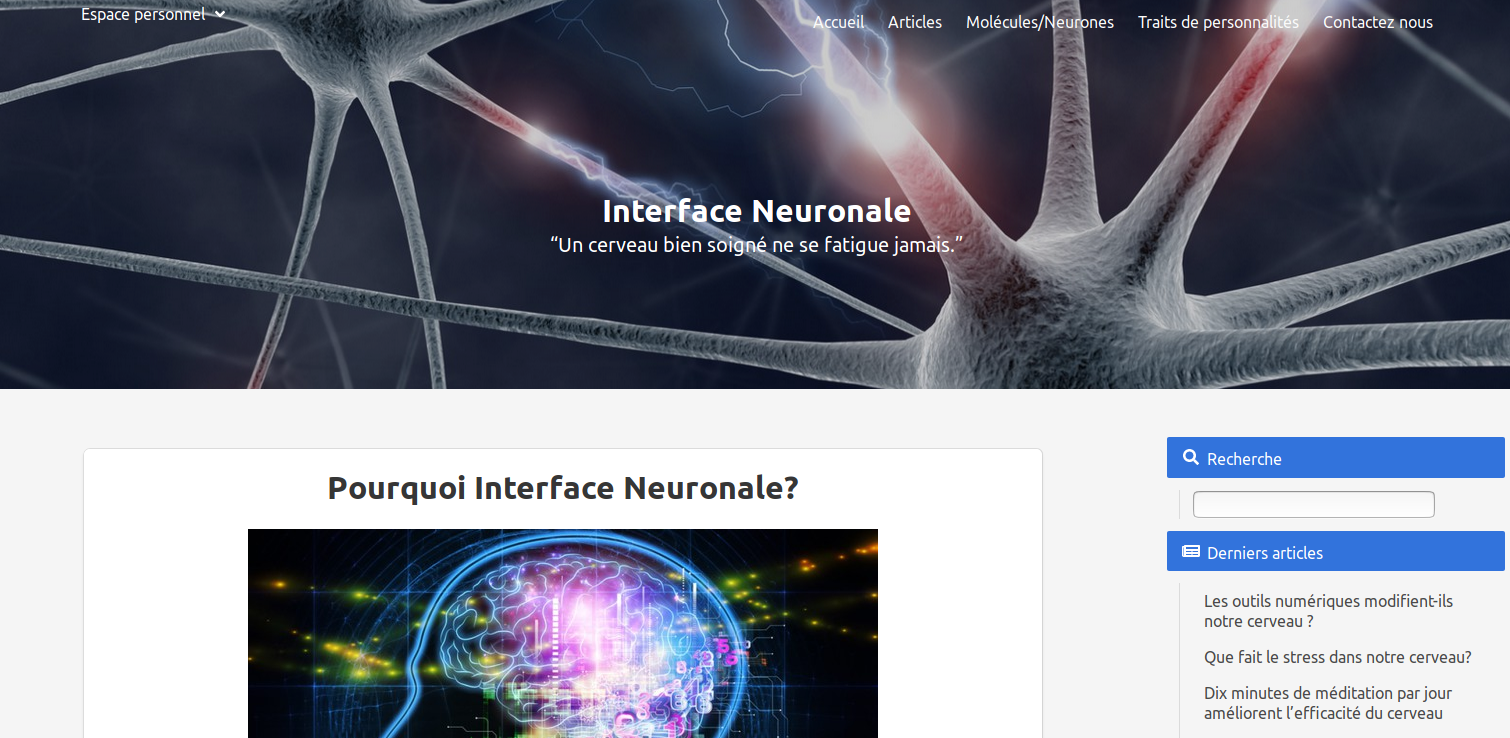 Espace personnel
Accueil Articles Molécules/Neurones Traits de personnalités Contactez nous
Interface Neuronale
“Un cerveau bien soigné ne se fatigue jamais.”
Pourquoi Interface Neuronale?
Recherche
Derniers articles
Les outils numériques modifient-ils
notre cerveau ?
Que fait le stress dans notre cerveau?
Dix minutes de méditation par jour
améliorent l’efficacité du cerveau